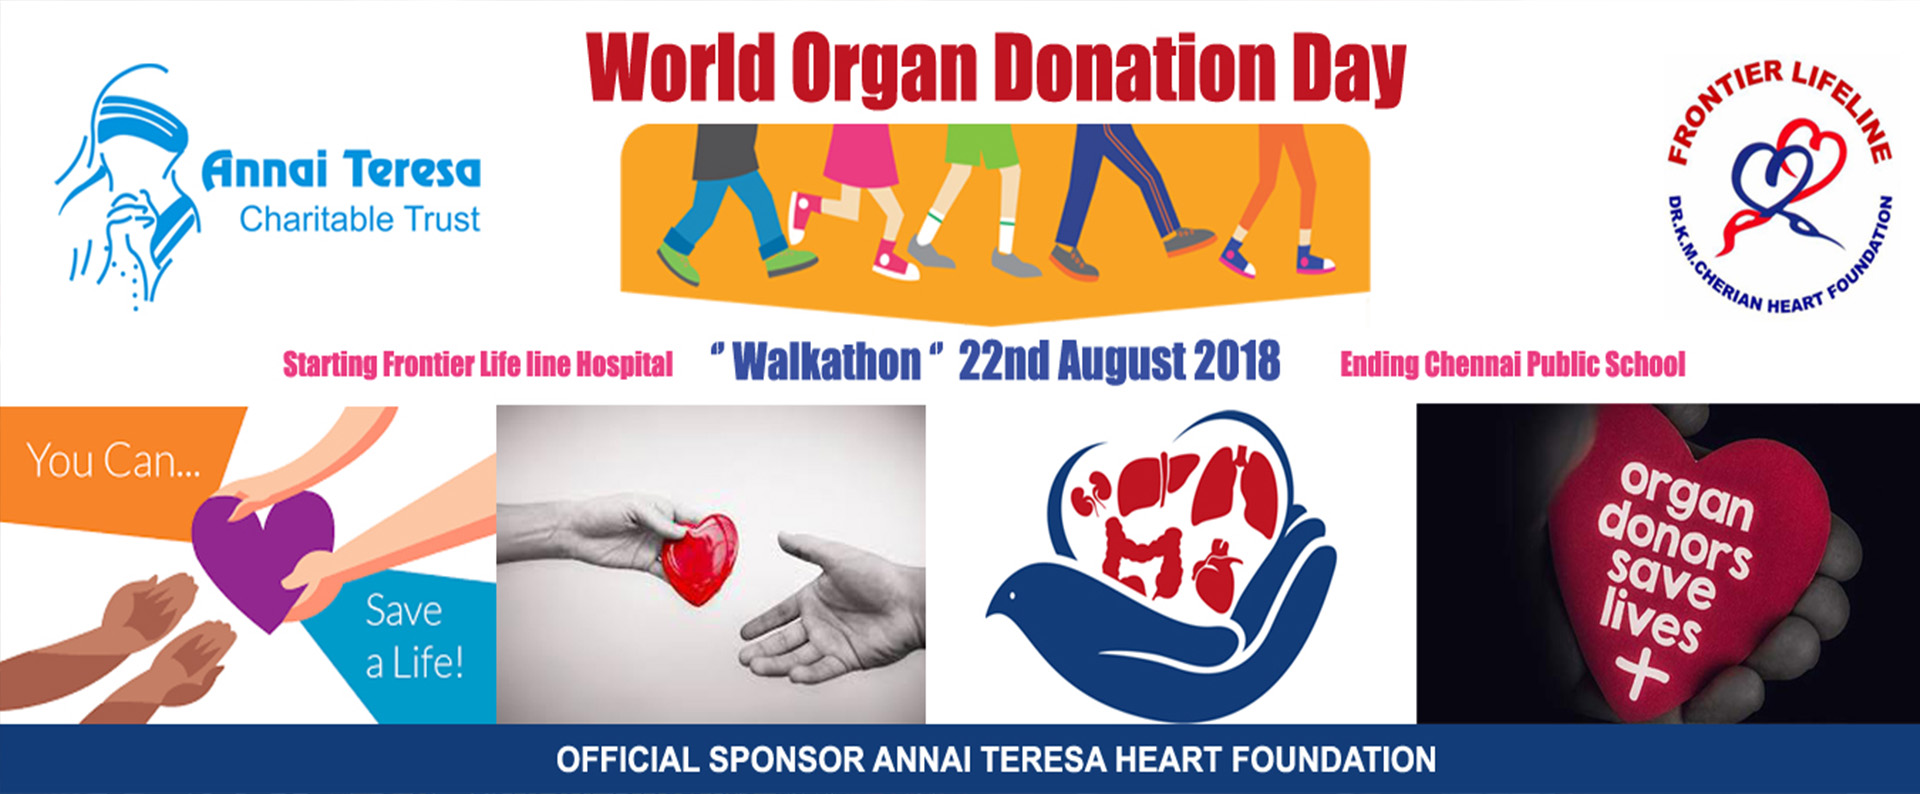 World Organ Donation Day
Annai Teresa
Charitable Trust
FRONTIER LIFELINE
DR.K.M.CHERIAN HEART FOUNDATION
Starting Frontier Life line Hospital
" Walkathon " 22nd August 2018
Ending Chennai Public School
You Can...
Save
a Life!
organ
donors
save
lives
OFFICIAL SPONSOR ANNAI TERESA HEART FOUNDATION